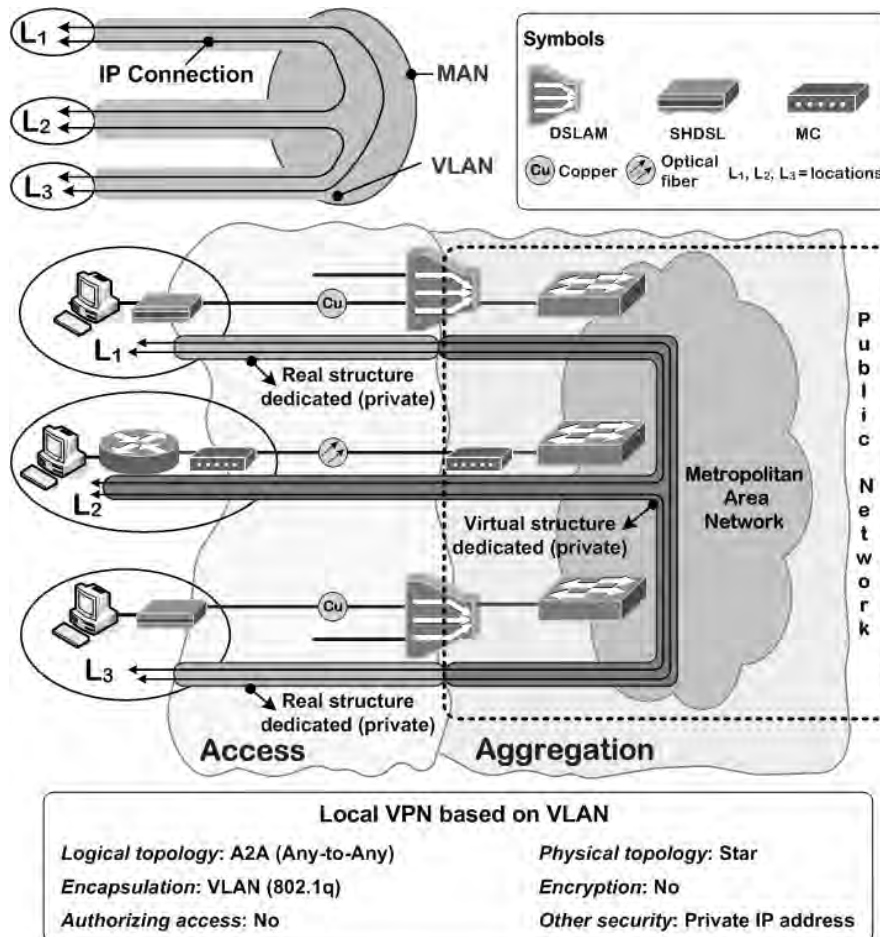 L1
IP Connection
L2
L3
MAN
VLAN
Symbols
DSLAM
SHDSL
MC
Cu Copper
Optical
fiber
L1, L2, L3 = locations
Cu
L1
Real structure
dedicated (private)
L2
Virtual structure
dedicated (private)
Metropolitan
Area
Network
Public Network
Cu
L3
Real structure
dedicated (private)
Access
Aggregation
Local VPN based on VLAN
Logical topology: A2A (Any-to-Any)
Physical topology: Star
Encapsulation: VLAN (802.1q)
Encryption: No
Authorizing access: No
Other security: Private IP address